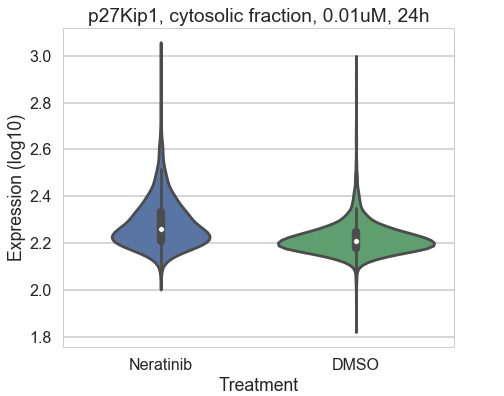 p27Kip1, cytosolic fraction, 0.01uM, 24h
Expression (log10)
3.0
2.8
2.6
2.4
2.2
2.0
1.8
Neratinib
DMSO
Treatment